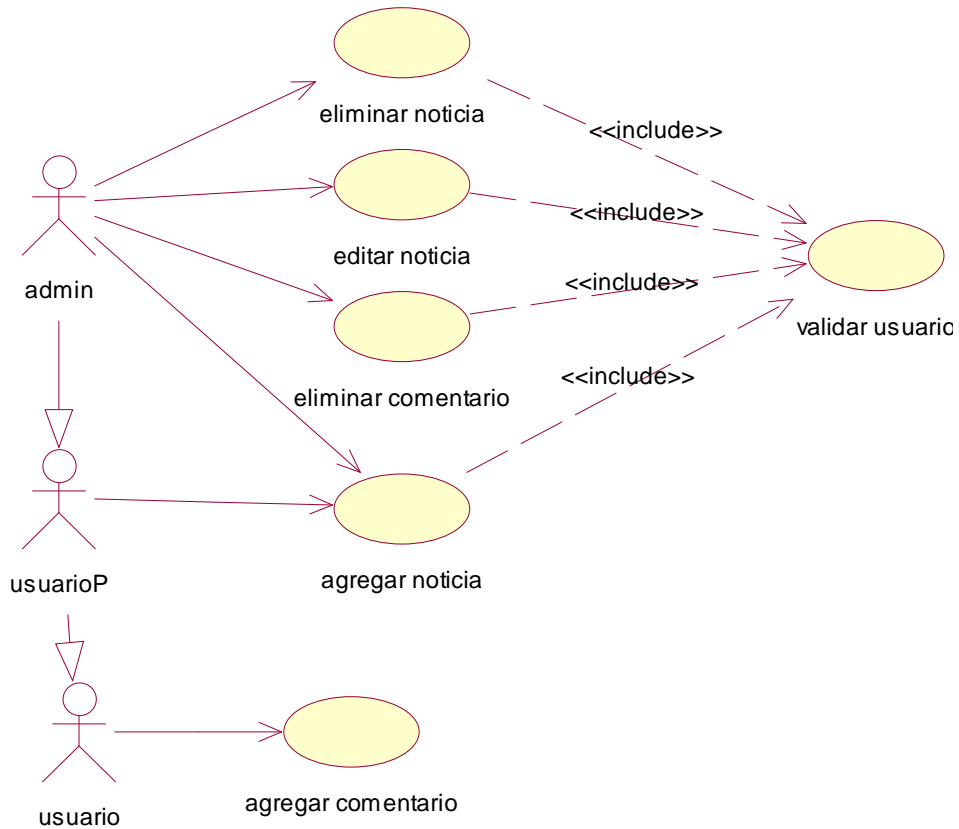 eliminar noticia
<<include>>
editar noticia
<<include>>
admin
<<include>>
validar usuario
eliminar comentario
<<include>>
usuarioP
agregar noticia
usuario
agregar comentario